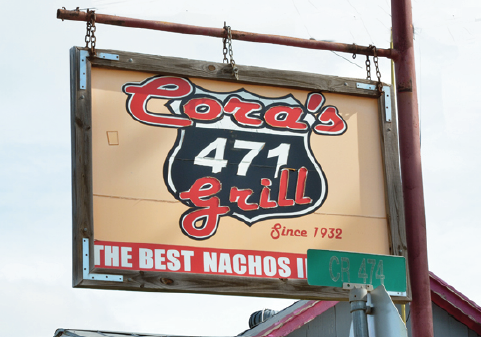 Cora's
471
Grill
Since 1932
THE BEST NACHOS
CR 474